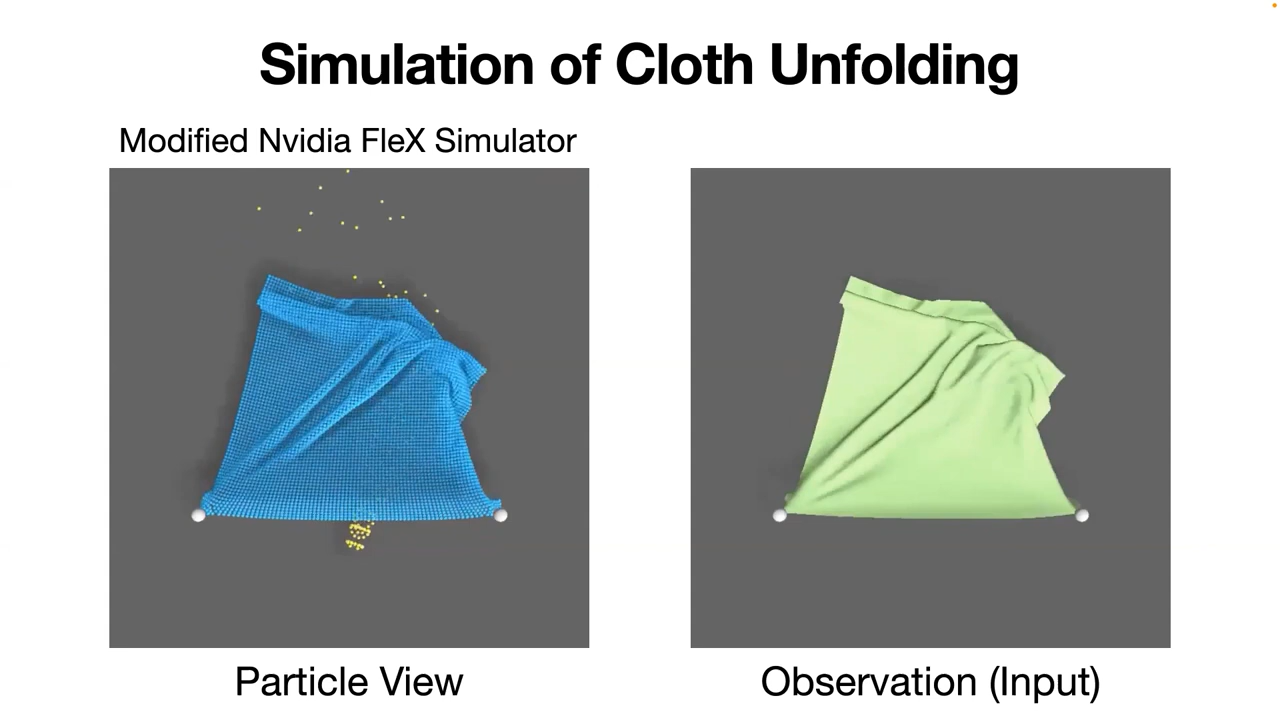 Simulation of Cloth Unfolding
Modified Nvidia FleX Simulator
Particle View
Observation (Input)